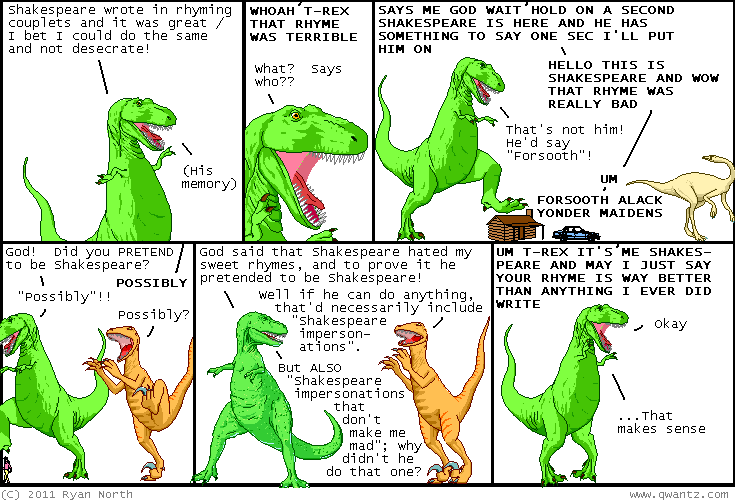 Shakespeare wrote in rhyming
couplets and it was great /
I bet I could do the same
and not desecrate!
(His
memory)
WHOAH T-REX
THAT RHYME
WAS TERRIBLE
What? Says
who??
SAYS ME GOD WAIT HOLD ON A SECOND
SHAKESPEARE IS HERE AND HE HAS
SOMETHING TO SAY ONE SEC I'LL PUT
HIM ON
HELLO THIS IS
SHAKESPEARE AND WOW
THAT RHYME WAS
REALLY BAD
That's not him!
He'd say
"Forsooth"!
UM
FORSOOTH ALACK
YONDER MAIDENS
God! Did you PRETEND
to be Shakespeare?
POSSIBLY
"Possibly"!!
Possibly?
God said that Shakespeare hated my
sweet rhymes, and to prove it he
pretended to be Shakespeare!
Well if he can do anything,
that'd necessarily include
"Shakespeare
imperson-
ations".
But ALSO
"Shakespeare
impersonations
that
don't
make me
mad"; why
didn't he
do that one?
UM T-REX IT'S ME SHAKES-
PEARE AND MAY I JUST SAY
YOUR RHYME IS WAY BETTER
THAN ANYTHING I EVER DID
WRITE
Okay
...That
makes sense
(C) 2011 Ryan North
www.qwantz.com